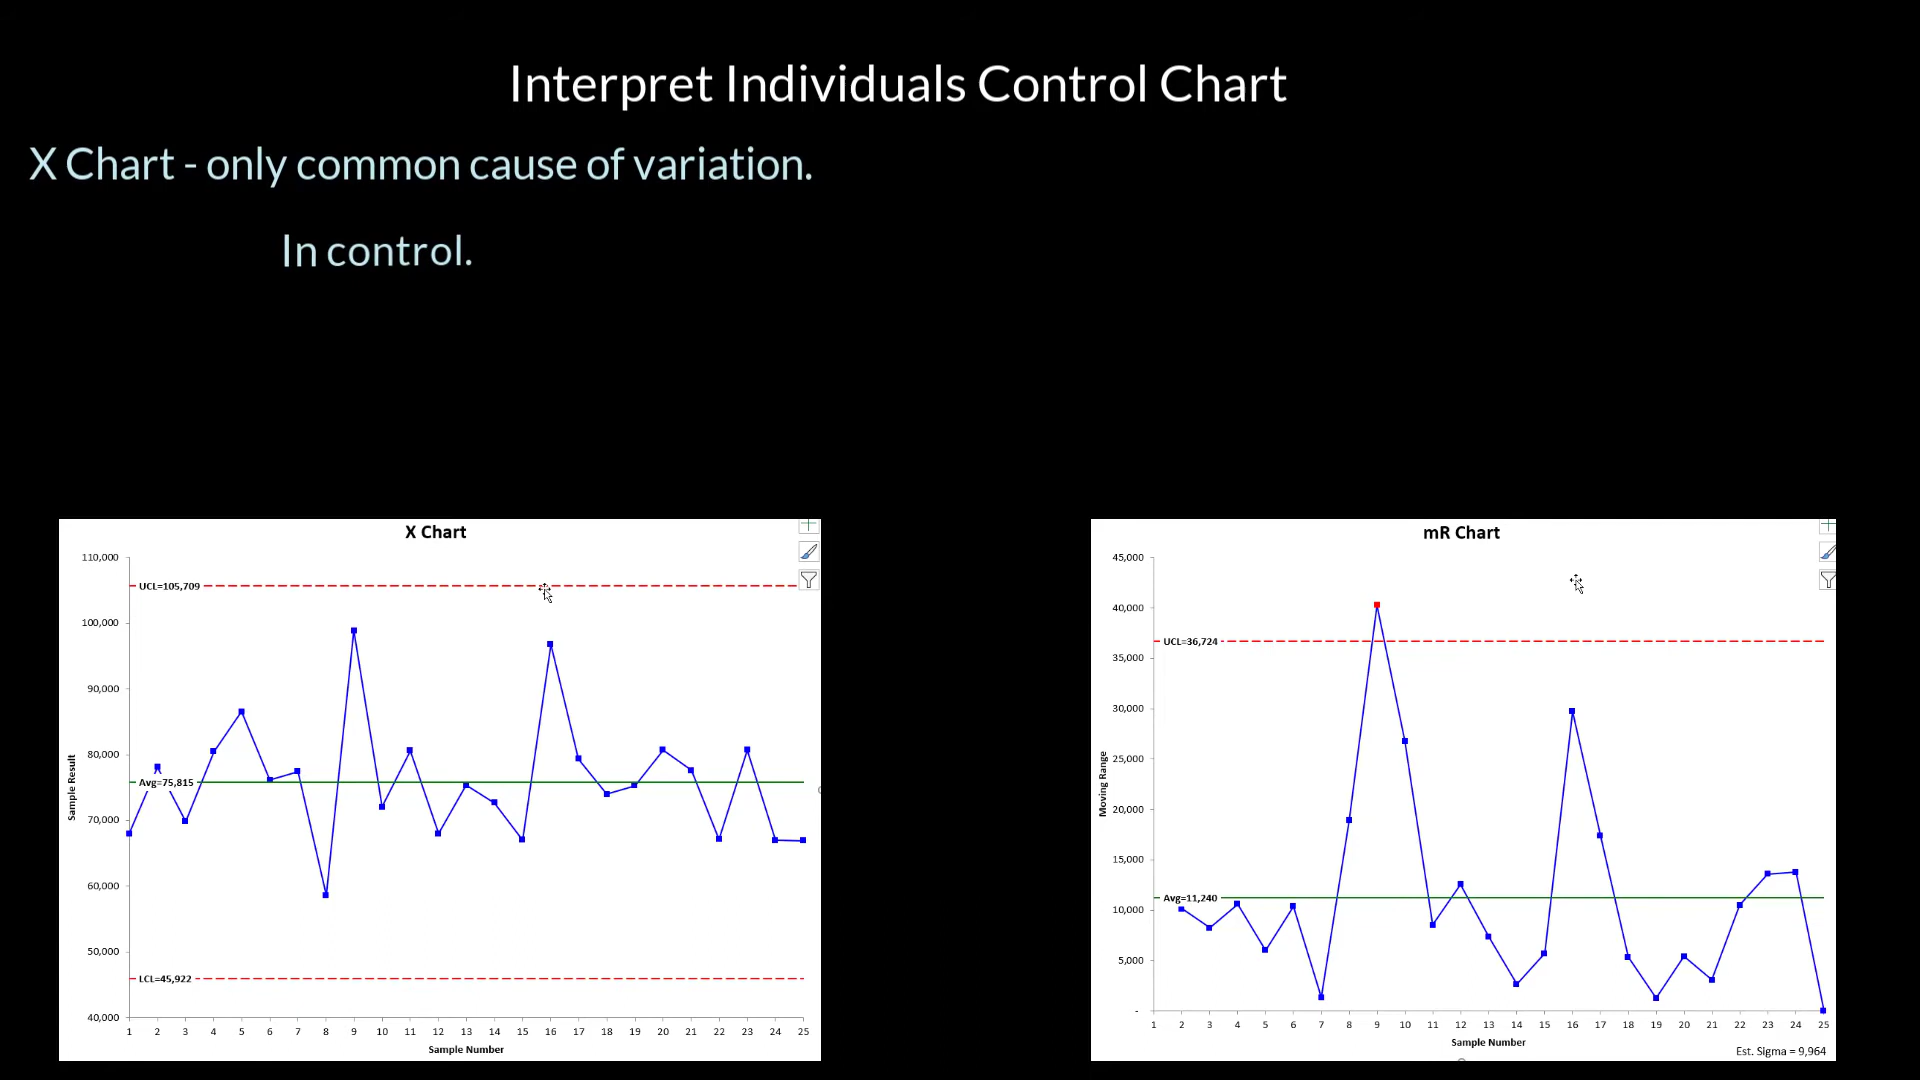 Interpret Individuals Control Chart
X Chart - only common cause of variation.
In control.
X Chart
110,000
UCL=105,709
100,000
90,000
80,000
Avg=75,815
70,000
60,000
50,000
LCL=45,922
40,000
Sample Result
1 2 3 4 5 6 7 8 9 10 11 12 13 14 15 16 17 18 19 20 21 22 23 24 25
Sample Number
mR Chart
45,000
40,000
UCL=36,724
35,000
30,000
25,000
20,000
15,000
Avg=11,240
10,000
5,000
-
Moving Range
1 2 3 4 5 6 7 8 9 10 11 12 13 14 15 16 17 18 19 20 21 22 23 24 25
Sample Number
Est. Sigma = 9,964